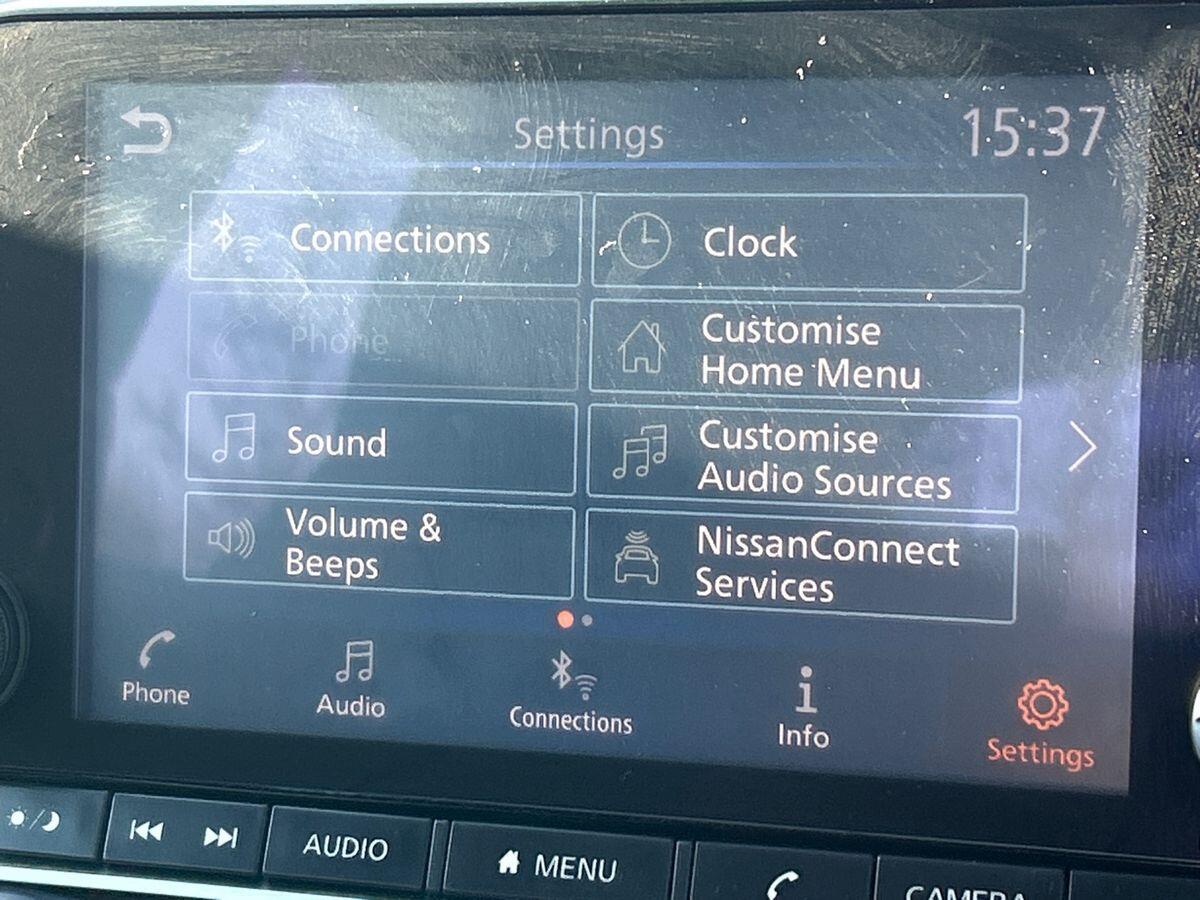 Settings
15:37
Connections
Clock
Phone
Customise
Home Menu
Sound
Customise
Audio Sources
Volume &
Beeps
NissanConnect
Services
Phone
Audio
Connections
Info
Settings
AUDIO
MENU
CAMERA